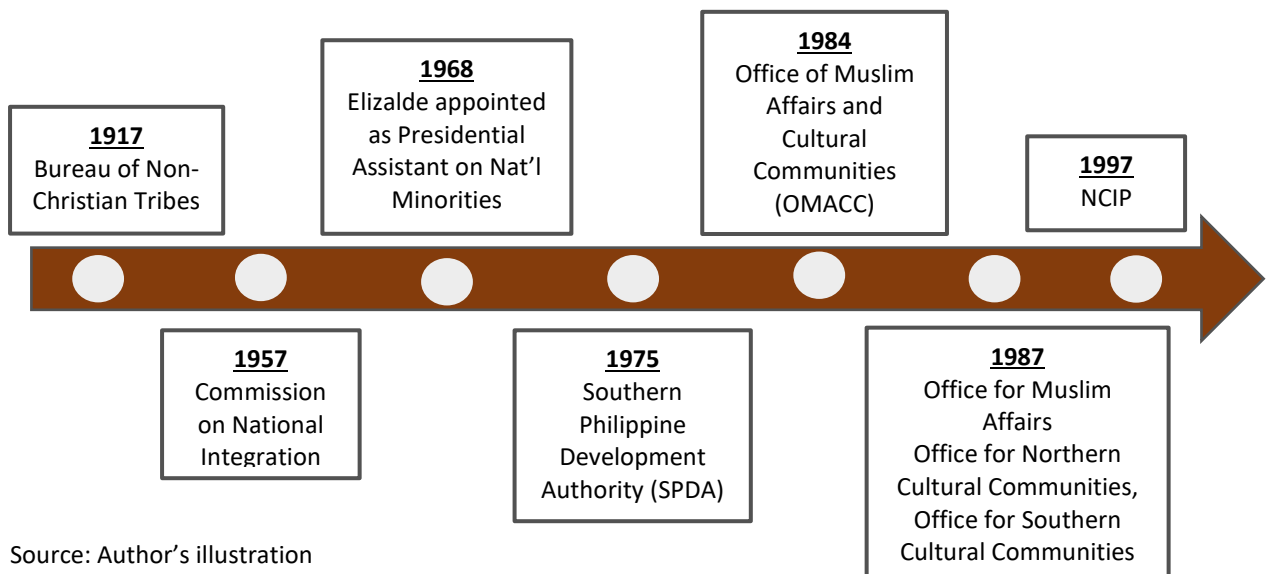 1917
Bureau of Non-
Christian Tribes
1957
Commission
on National
Integration
1968
Elizalde appointed
as Presidential
Assistant on Nat’l
Minorities
1975
Southern
Philippine
Development
Authority (SPDA)
1984
Office of Muslim
Affairs and
Cultural
Communities
(OMACC)
1987
Office for Muslim
Affairs
Office for Northern
Cultural Communities,
Office for Southern
Cultural Communities
1997
NCIP
Source: Author’s illustration